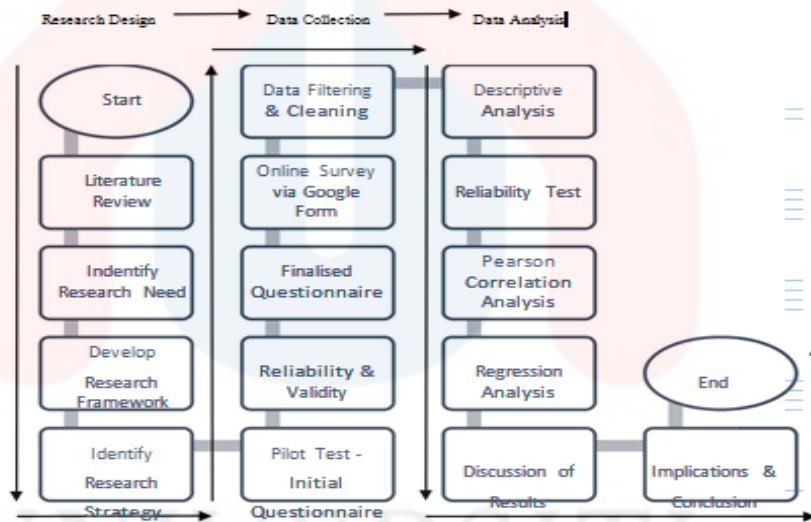 Research Design
Data Collection
Data Analysis
Start
Literature
Review
Indentify
Research Need
Develop
Research
Framework
Identify
Research
Strategy
Data Filtering
& Cleaning
Online Survey
via Google
Form
Finalised
Questionnaire
Reliability &
Validity
Pilot Test -
Initial
Questionnaire
Descriptive
Analysis
Reliability Test
Pearson
Correlation
Analysis
Regression
Analysis
Discussion of
Results
Implications &
Conclusion
End